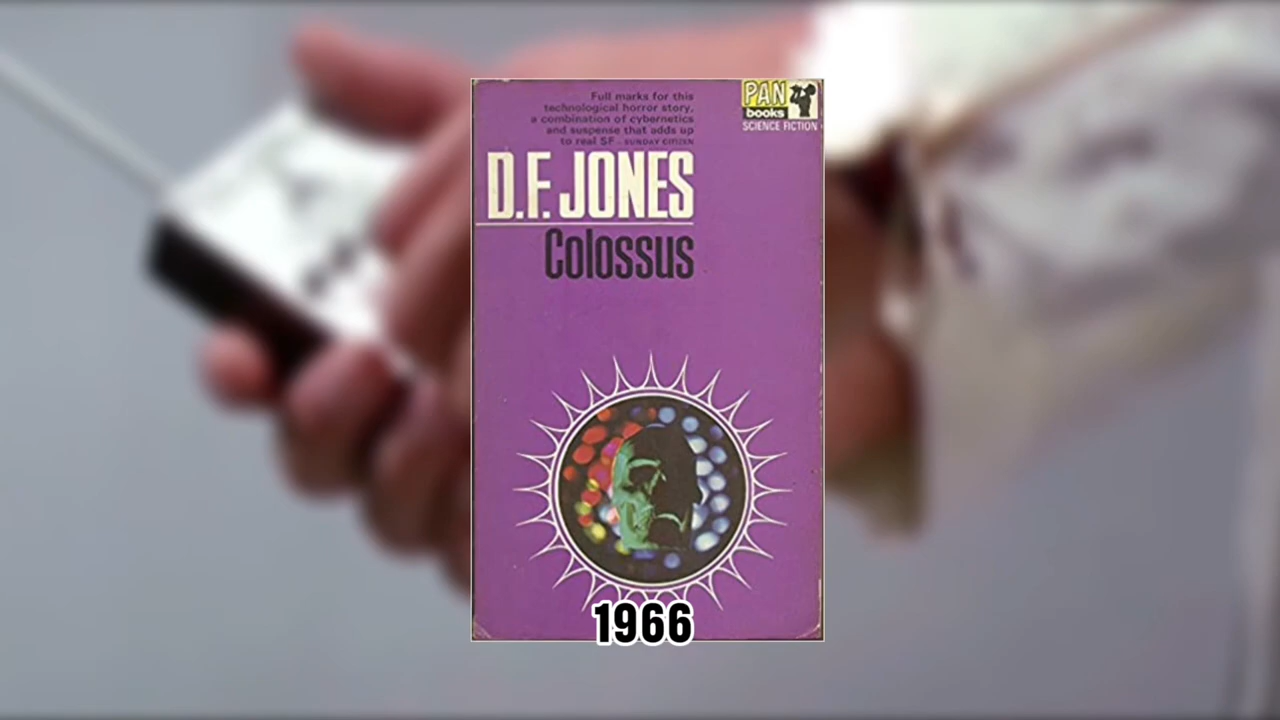 Full marks for this
technological horror story,
a combination of cybernetics
and suspense that adds up
to real SF - SUNDAY CITIZEN
PAN
books
SCIENCE FICTION
D.F. JONES
Colossus
1966